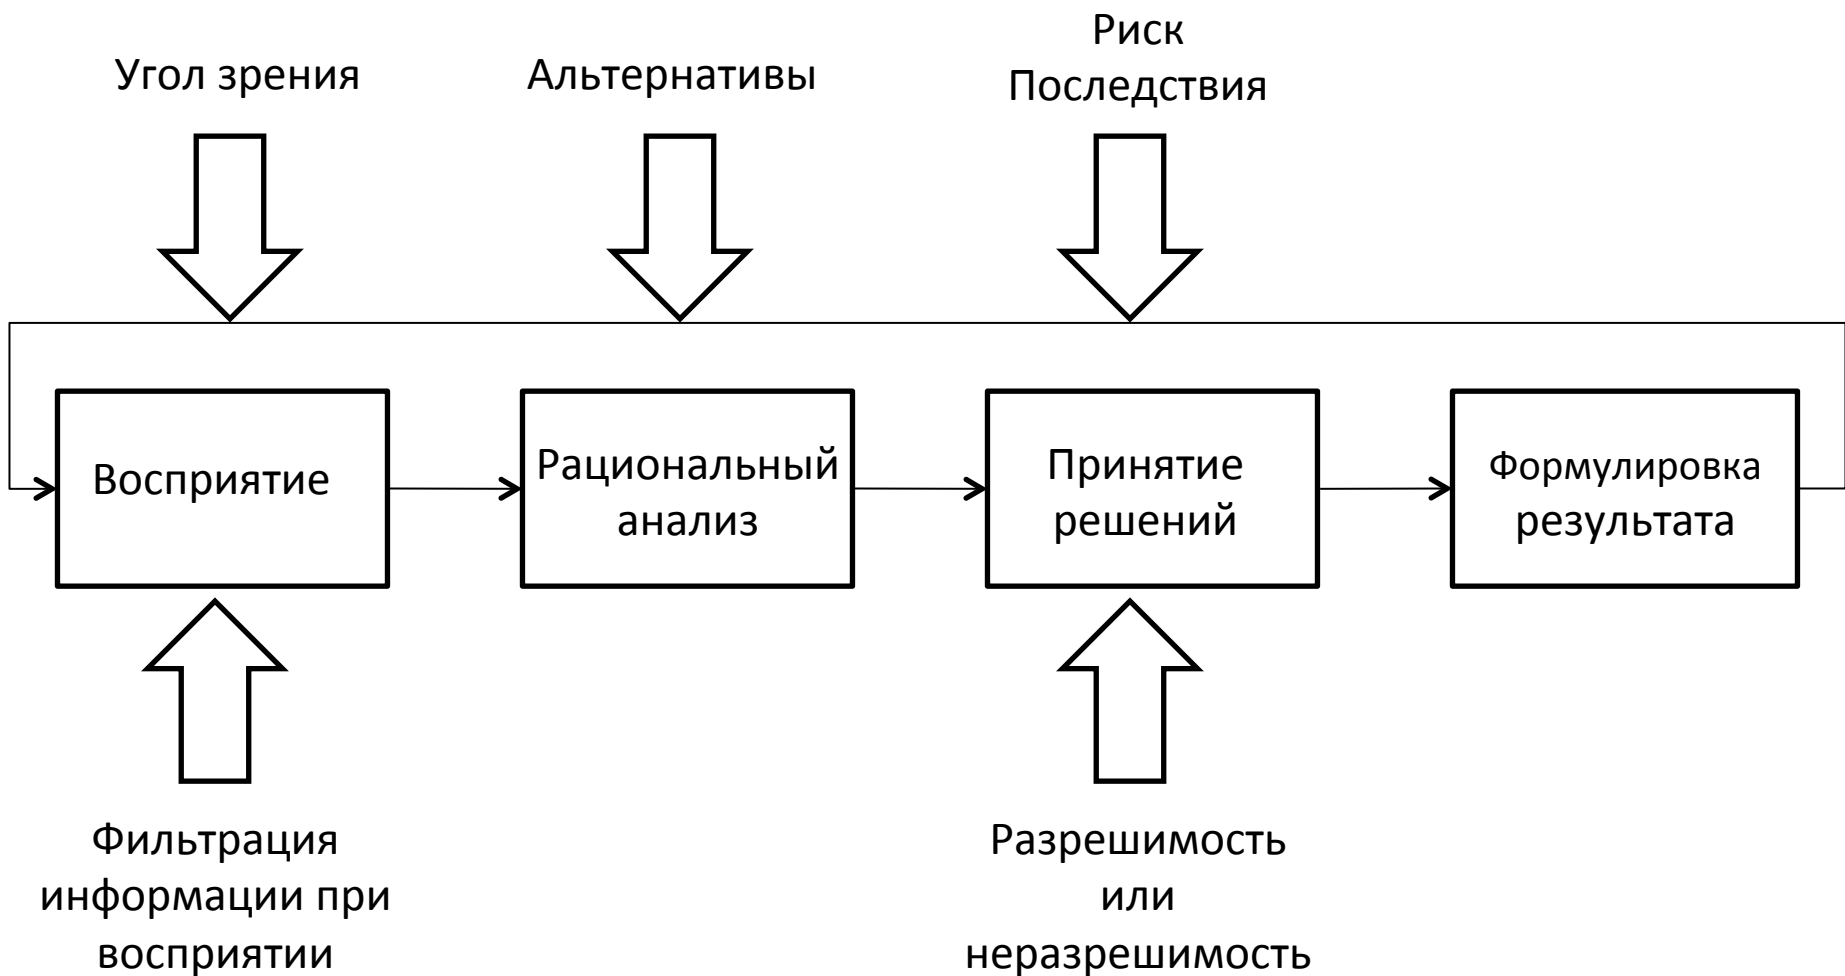 Угол зрения
Альтернативы
Риск
Последствия
Восприятие
Рациональный
анализ
Принятие
решений
Формулировка
результата
Фильтрация
информации при
восприятии
Разрешимость
или
неразрешимость